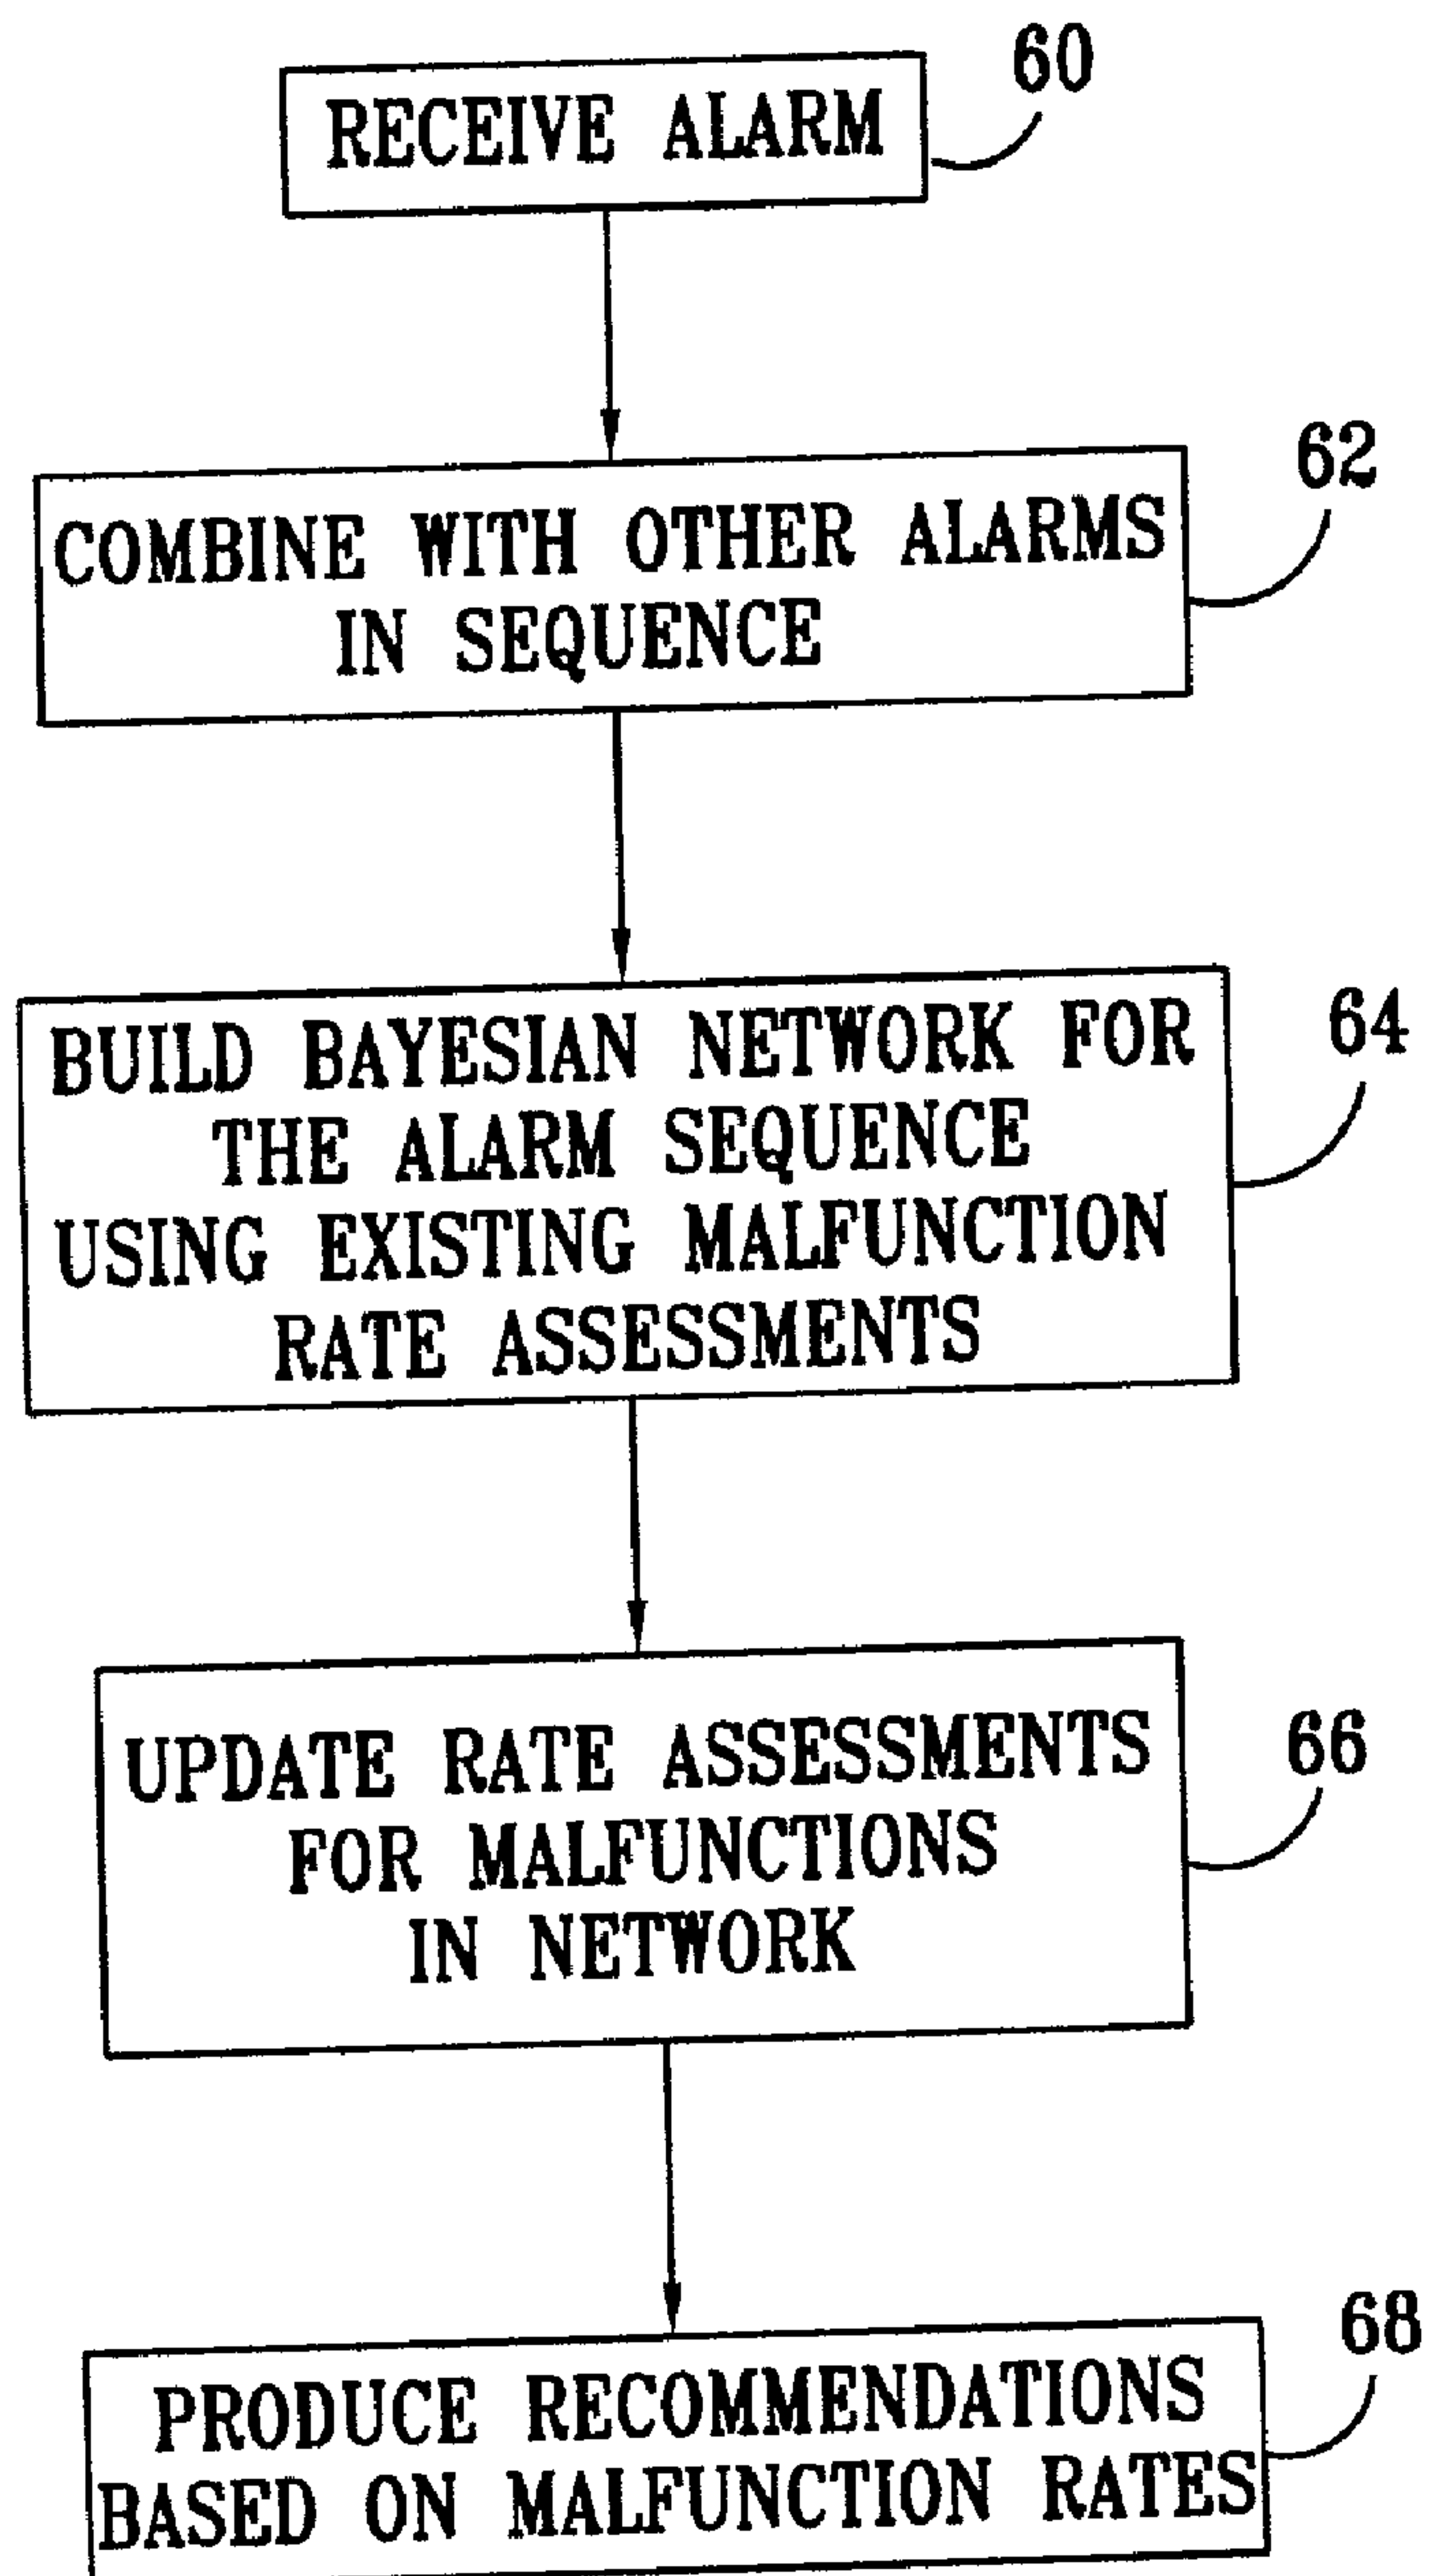 60
RECEIVE ALARM
62
COMBINE WITH OTHER ALARMS
IN SEQUENCE
64
BUILD BAYESIAN NETWORK FOR
THE ALARM SEQUENCE
USING EXISTING MALFUNCTION
RATE ASSESSMENTS
66
UPDATE RATE ASSESSMENTS
FOR MALFUNCTIONS
IN NETWORK
68
PRODUCE RECOMMENDATIONS
BASED ON MALFUNCTION RATES